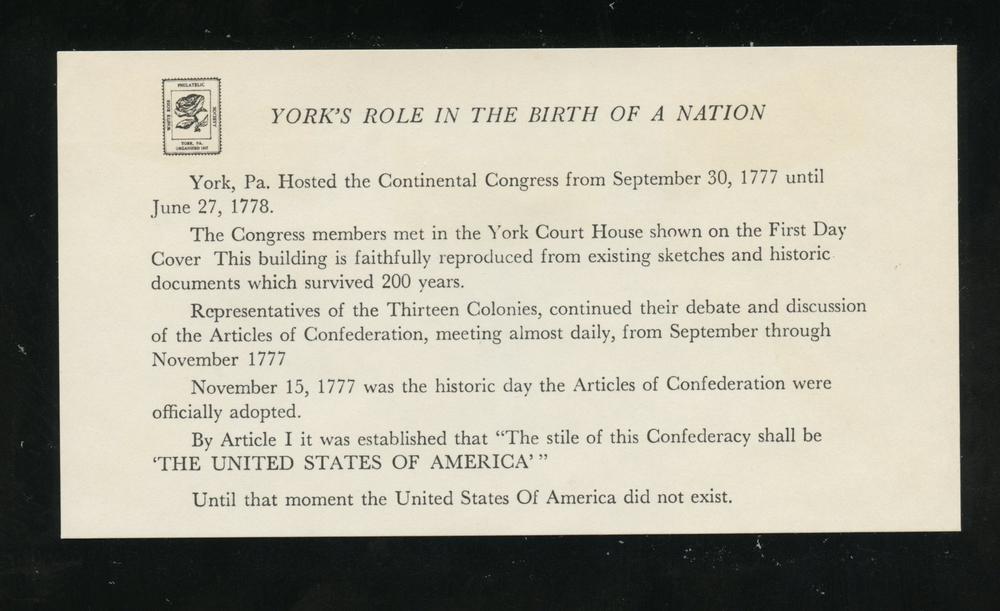 PHILATELIC
WHITE ROSE
SOCIETY
YORK, PA.
ORGANIZED 1937
YORK'S ROLE IN THE BIRTH OF A NATION
York, Pa. Hosted the Continental Congress from September 30, 1777 until
June 27, 1778.
The Congress members met in the York Court House shown on the First Day
Cover This building is faithfully reproduced from existing sketches and historic
documents which survived 200 years.
Representatives of the Thirteen Colonies, continued their debate and discussion
of the Articles of Confederation, meeting almost daily, from September through
November 1777
November 15, 1777 was the historic day the Articles of Confederation were
officially adopted.
By Article I it was established that “The stile of this Confederacy shall be
‘THE UNITED STATES OF AMERICA’ ”
Until that moment the United States Of America did not exist.